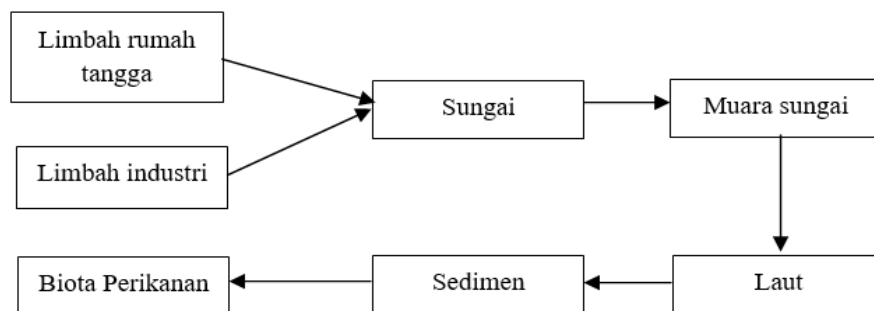 Limbah rumah
tangga
Sungai
Muara sungai
Limbah industri
Biota Perikanan
Sedimen
Laut